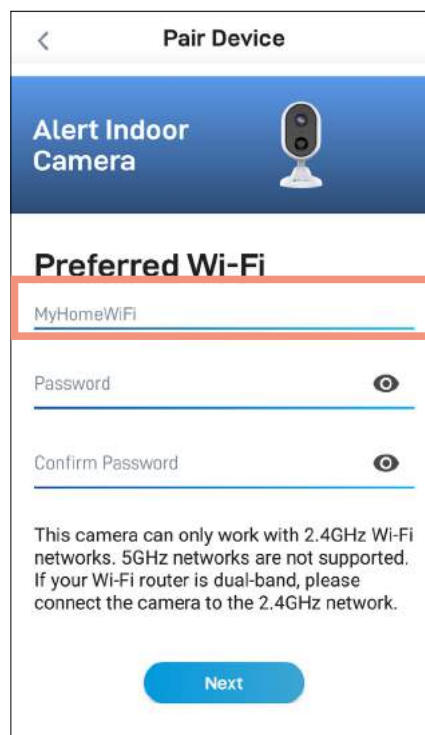 Pair Device
Alert Indoor
Camera
Preferred Wi-Fi
MyHomeWiFi
Password
Confirm Password
This camera can only work with 2.4GHz Wi-Fi
networks. 5GHz networks are not supported.
If your Wi-Fi router is dual-band, please
connect the camera to the 2.4GHz network.
Next